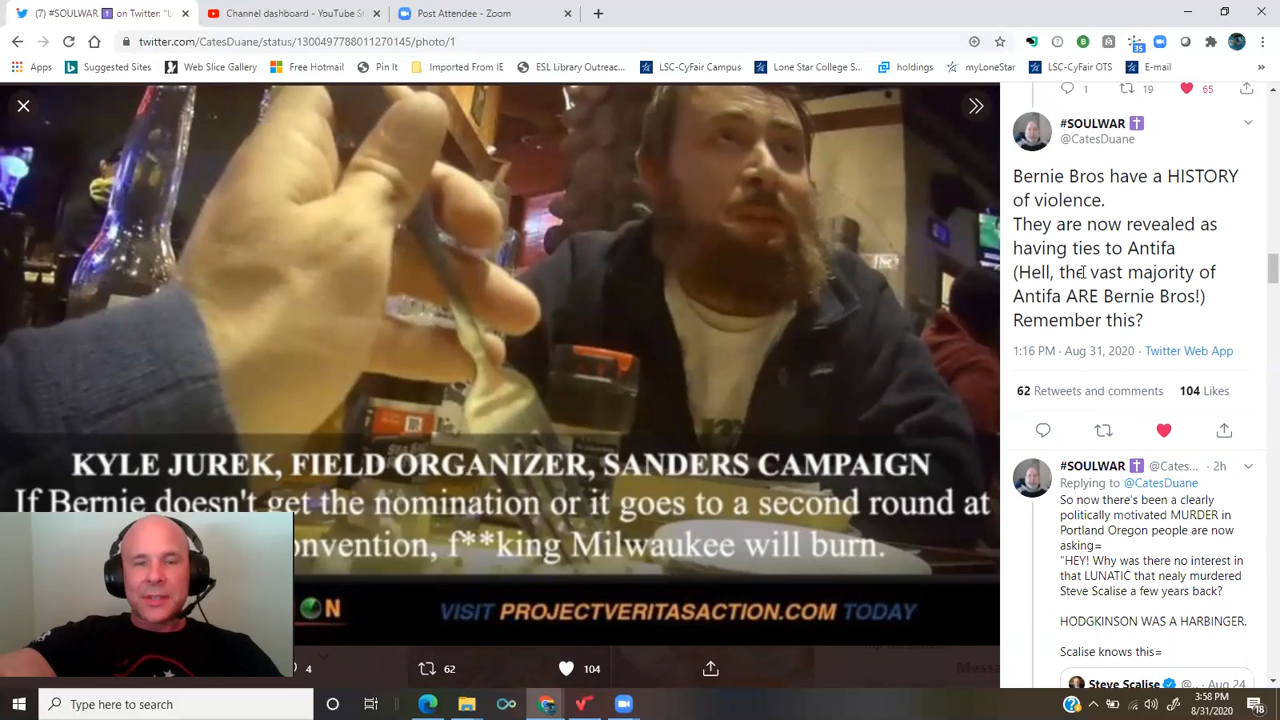 (7) #SOULWAR ✝ on Twitter: "L
Channel dashboard - YouTube St
Post Attendee - Zoom
twitter.com/CatesDuane/status/1300497788011270145/photo/1
35
Apps
Suggested Sites
Web Slice Gallery
Free Hotmail
Pin It
Imported From IE
ESL Library Outreac...
LSC-CyFair Campus
Lone Star College S...
holdings
myLoneStar
LSC-CyFair OTS
E-mail
»
KYLE JUREK, FIELD ORGANIZER, SANDERS CAMPAIGN
If Bernie doesn't get the nomination or it goes to a second round at
onvention, f**king Milwaukee will burn.
N
VISIT PROJECTVERITASACTION.COM TODAY
4
62
104
1
19
65
#SOULWAR ✝
@CatesDuane
Bernie Bros have a HISTORY
of violence.
They are now revealed as
having ties to Antifa
(Hell, the vast majority of
Antifa ARE Bernie Bros!)
Remember this?
1:16 PM · Aug 31, 2020 · Twitter Web App
62 Retweets and comments 104 Likes
#SOULWAR ✝ @Cates... · 2h
Replying to @CatesDuane
So now there's been a clearly
politically motivated MURDER in
Portland Oregon people are now
asking=
"HEY! Why was there no interest in
that LUNATIC that nealy murdered
Steve Scalise a few years back?
HODGKINSON WAS A HARBINGER.
Scalise knows this=
Steve Scalise @.. · Aug 24
Type here to search
3:58 PM
8/31/2020
18